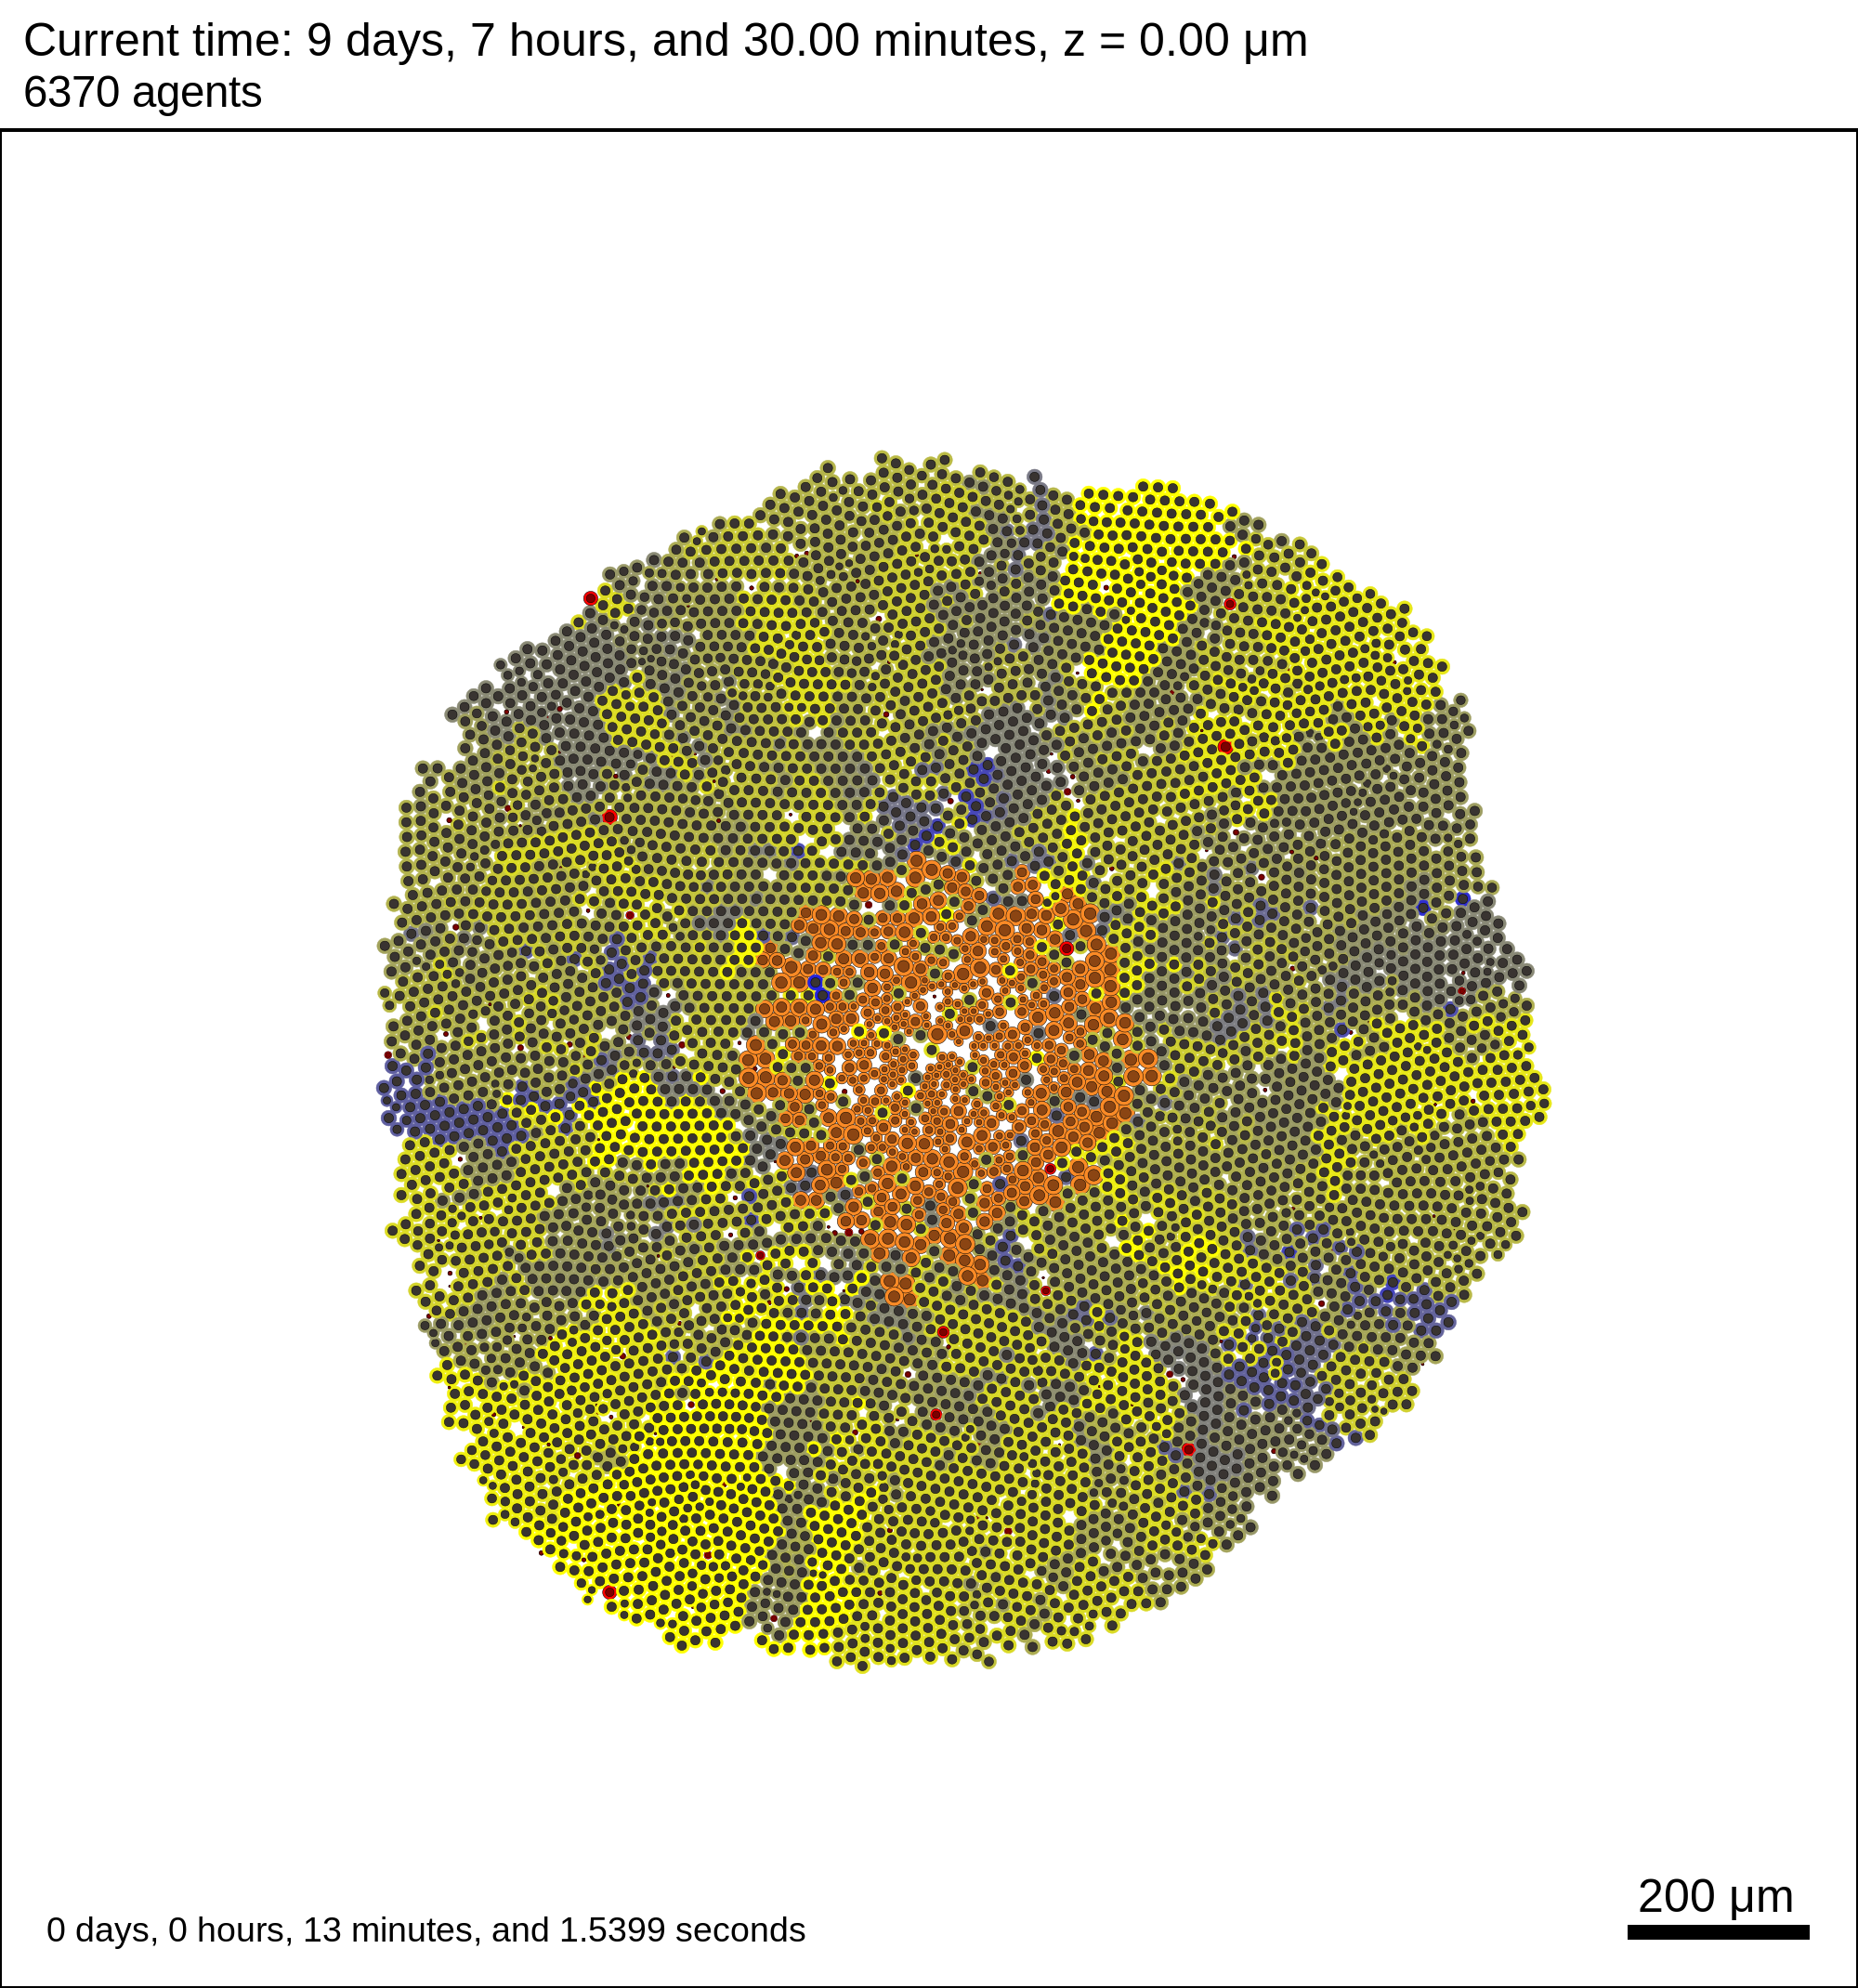 Current time: 9 days, 7 hours, and 30.00 minutes, z = 0.00 μm
6370 agents
200 μm
0 days, 0 hours, 13 minutes, and 1.5399 seconds